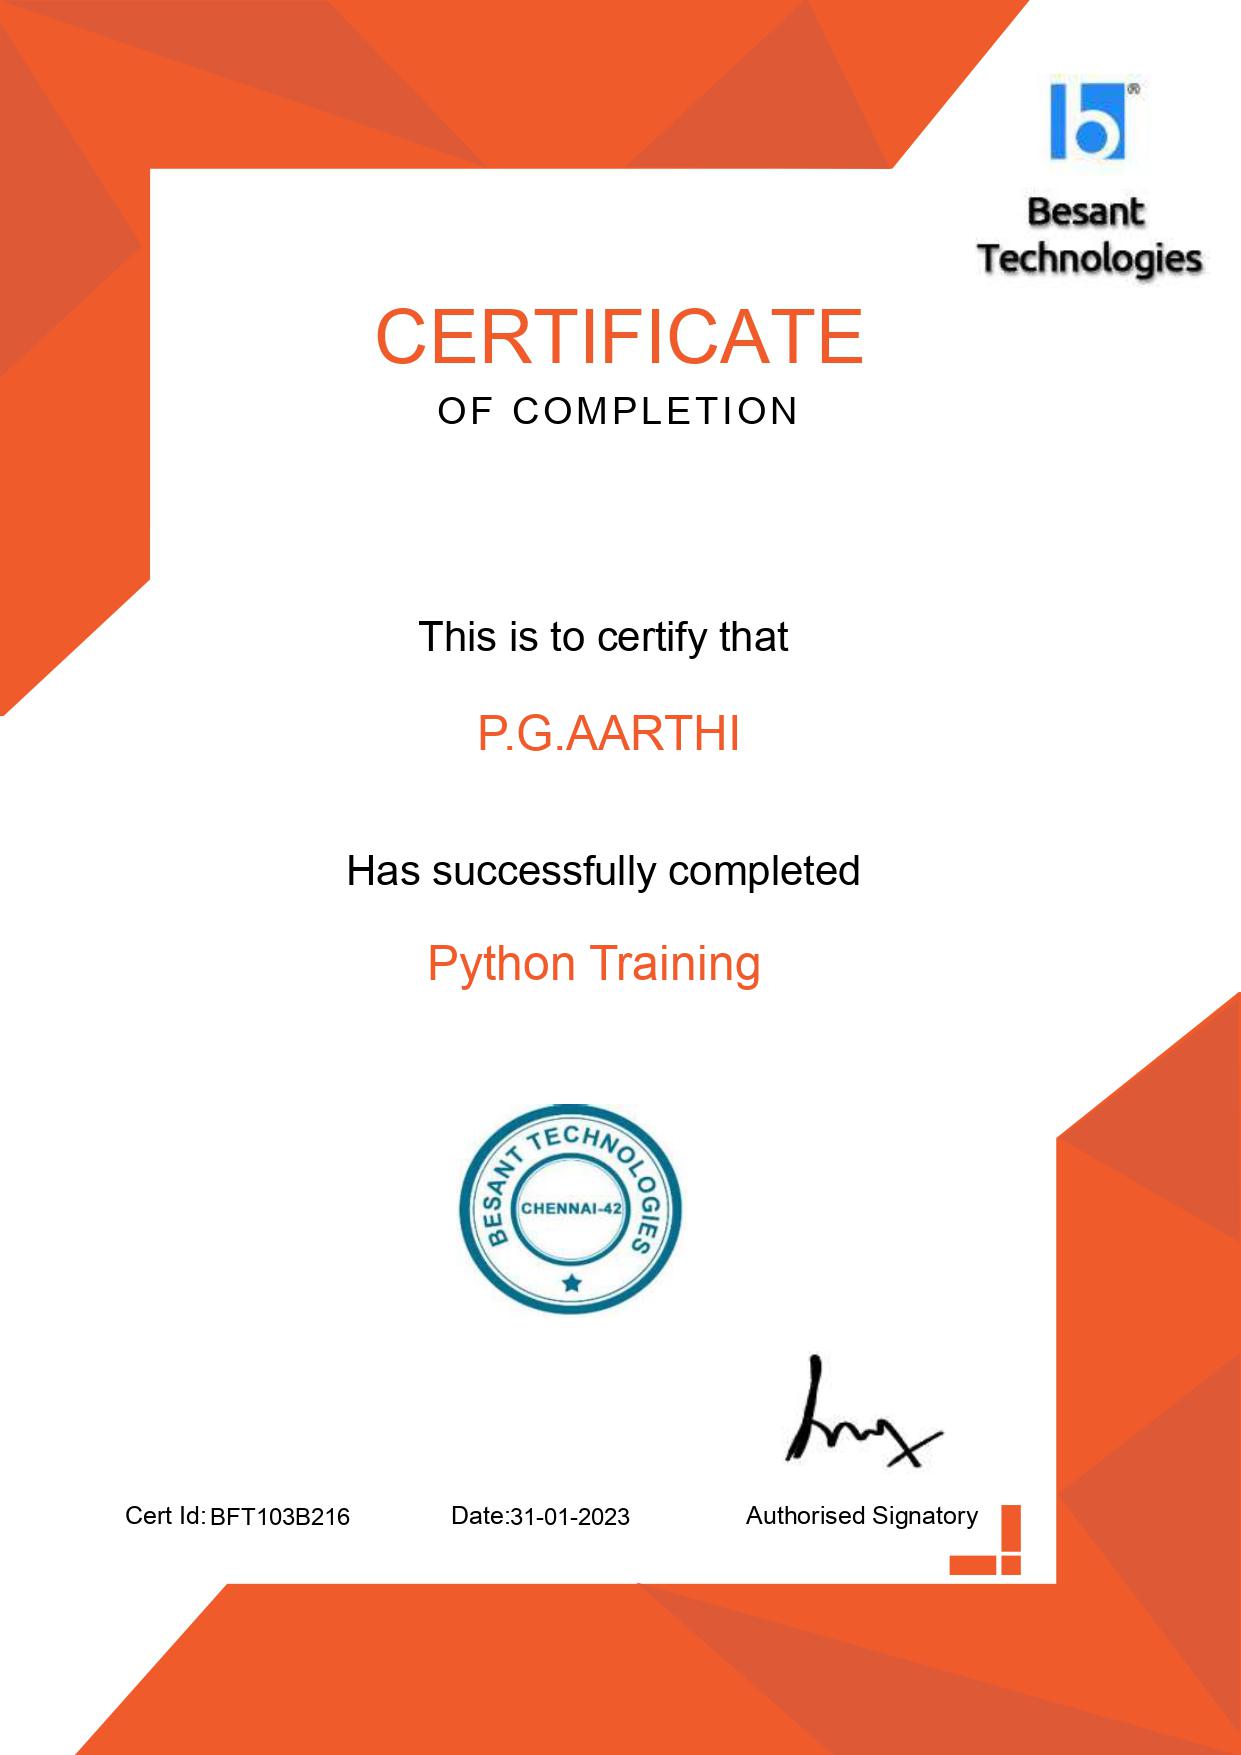 ®
Besant
Technologies
CERTIFICATE
OF COMPLETION
This is to certify that
P.G.AARTHI
Has successfully completed
Python Training
BESANT TECHNOLOGIES
CHENNAI-42
Cert Id: BFT103B216 Date:31-01-2023 Authorised Signatory